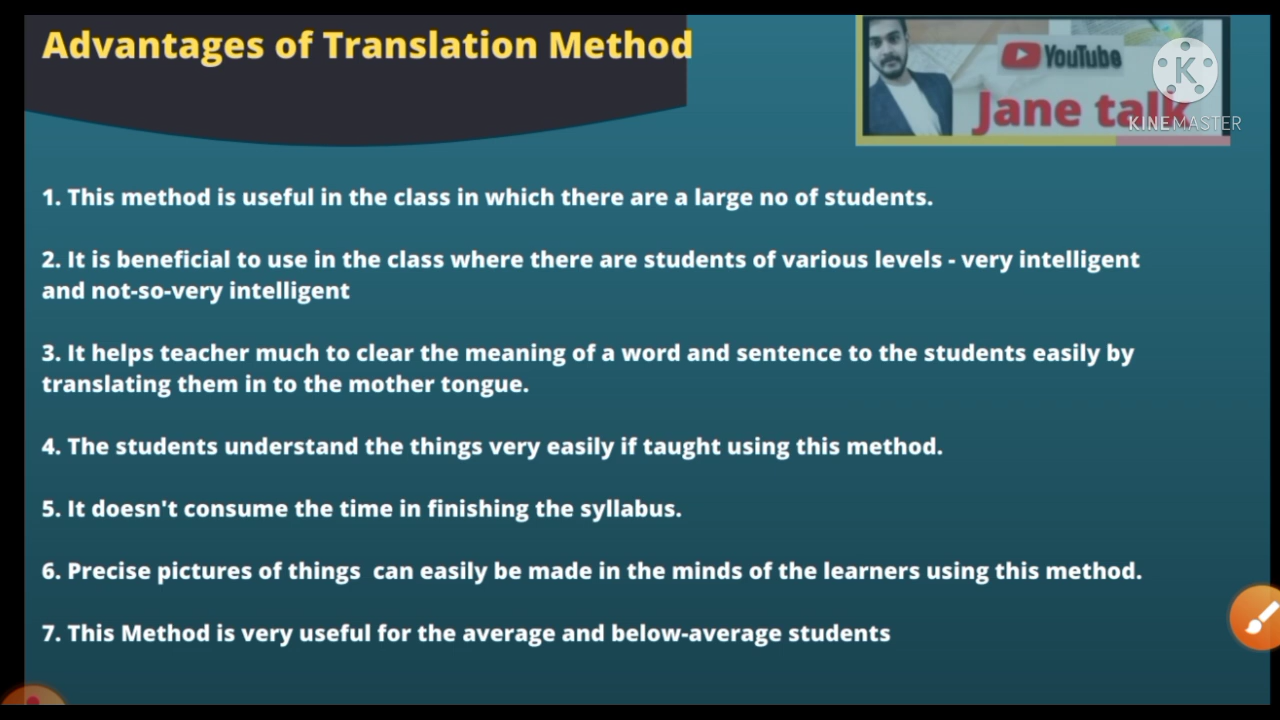 Advantages of Translation Method
YouTube
Jane talk
K
KINEMASTER
1. This method is useful in the class in which there are a large no of students.
2. It is beneficial to use in the class where there are students of various levels - very intelligent
and not-so-very intelligent
3. It helps teacher much to clear the meaning of a word and sentence to the students easily by
translating them in to the mother tongue.
4. The students understand the things very easily if taught using this method.
5. It doesn't consume the time in finishing the syllabus.
6. Precise pictures of things  can easily be made in the minds of the learners using this method.
7. This Method is very useful for the average and below-average students